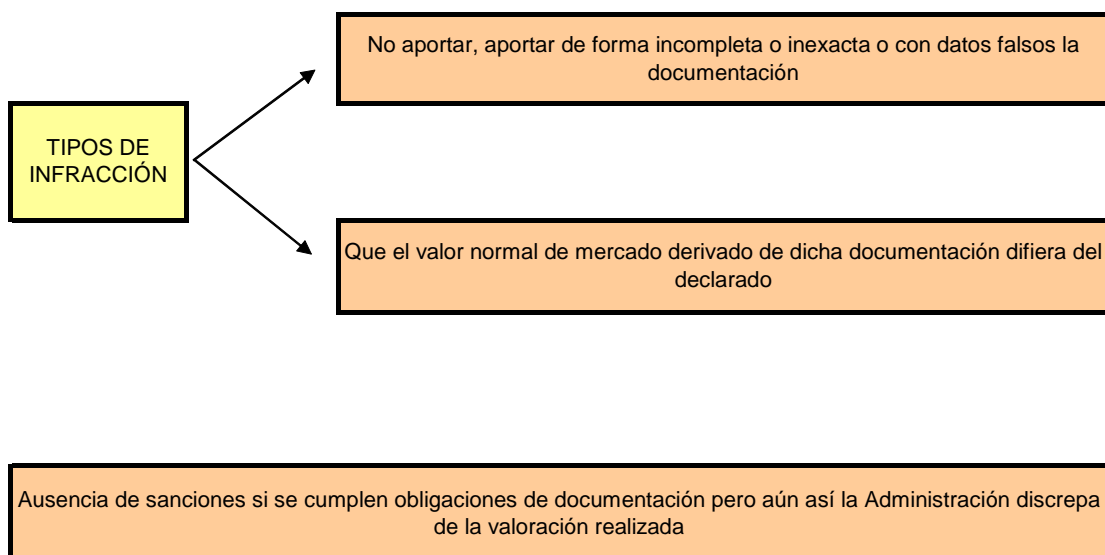 No aportar, aportar de forma incompleta o inexacta o con datos falsos la
documentación
TIPOS DE
INFRACCIÓN
Que el valor normal de mercado derivado de dicha documentación difiera del
declarado
Ausencia de sanciones si se cumplen obligaciones de documentación pero aún así la Administración discrepa
de la valoración realizada